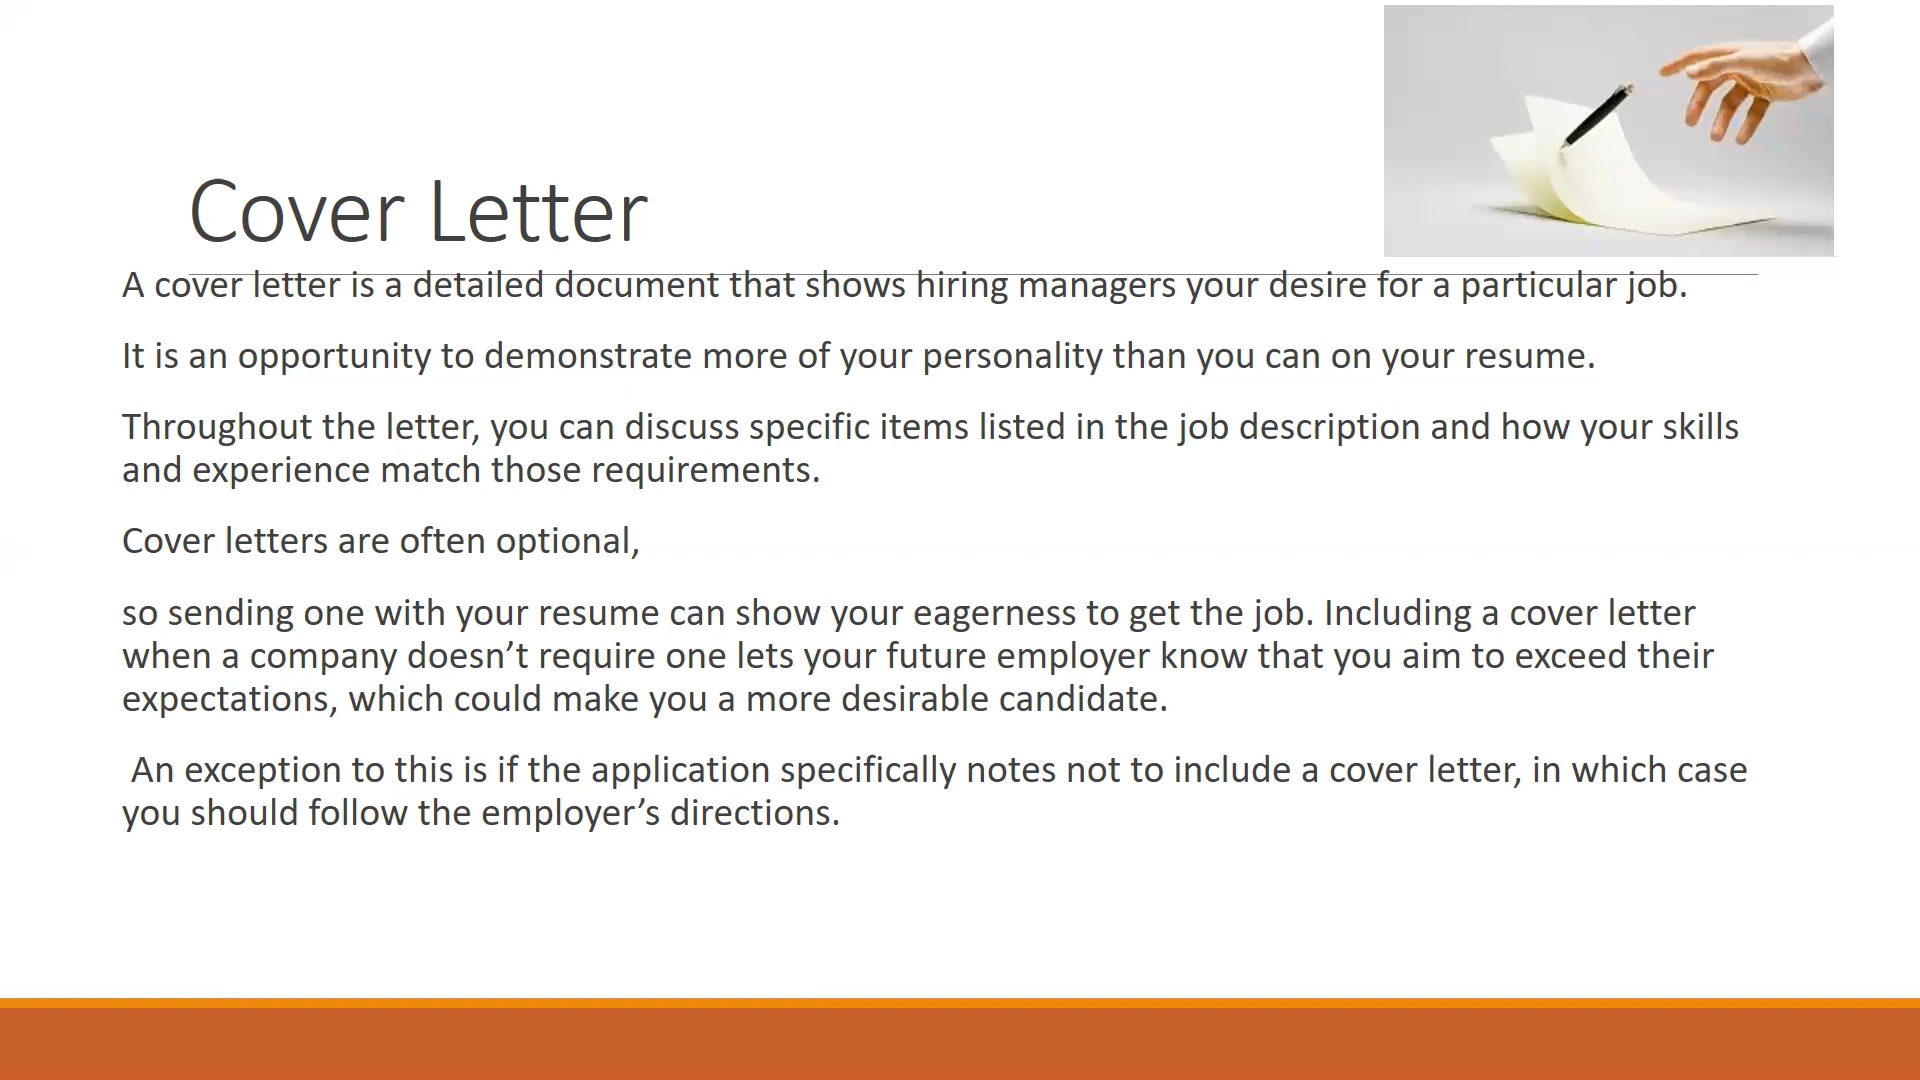 Cover Letter
A cover letter is a detailed document that shows hiring managers your desire for a particular job.
It is an opportunity to demonstrate more of your personality than you can on your resume.
Throughout the letter, you can discuss specific items listed in the job description and how your skills
and experience match those requirements.
Cover letters are often optional,
so sending one with your resume can show your eagerness to get the job. Including a cover letter
when a company doesn’t require one lets your future employer know that you aim to exceed their
expectations, which could make you a more desirable candidate.
An exception to this is if the application specifically notes not to include a cover letter, in which case
you should follow the employer’s directions.